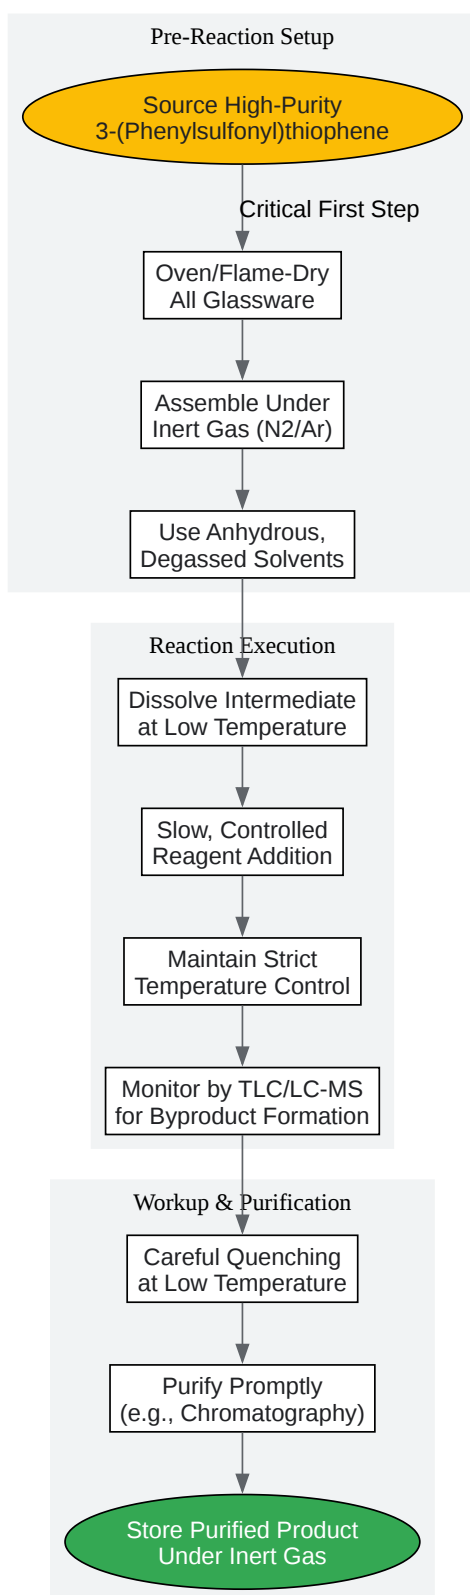 Pre-Reaction Setup
Source High-Purity
3-(Phenylsulfonyl)thiophene
Critical First Step
Oven/Flame-Dry
All Glassware
Assemble Under
Inert Gas (N2/Ar)
Use Anhydrous,
Degassed Solvents
Reaction Execution
Dissolve Intermediate
at Low Temperature
Slow, Controlled
Reagent Addition
Maintain Strict
Temperature Control
Monitor by TLC/LC-MS
for Byproduct Formation
Workup & Purification
Careful Quenching
at Low Temperature
Purify Promptly
(e.g., Chromatography)
Store Purified Product
Under Inert Gas